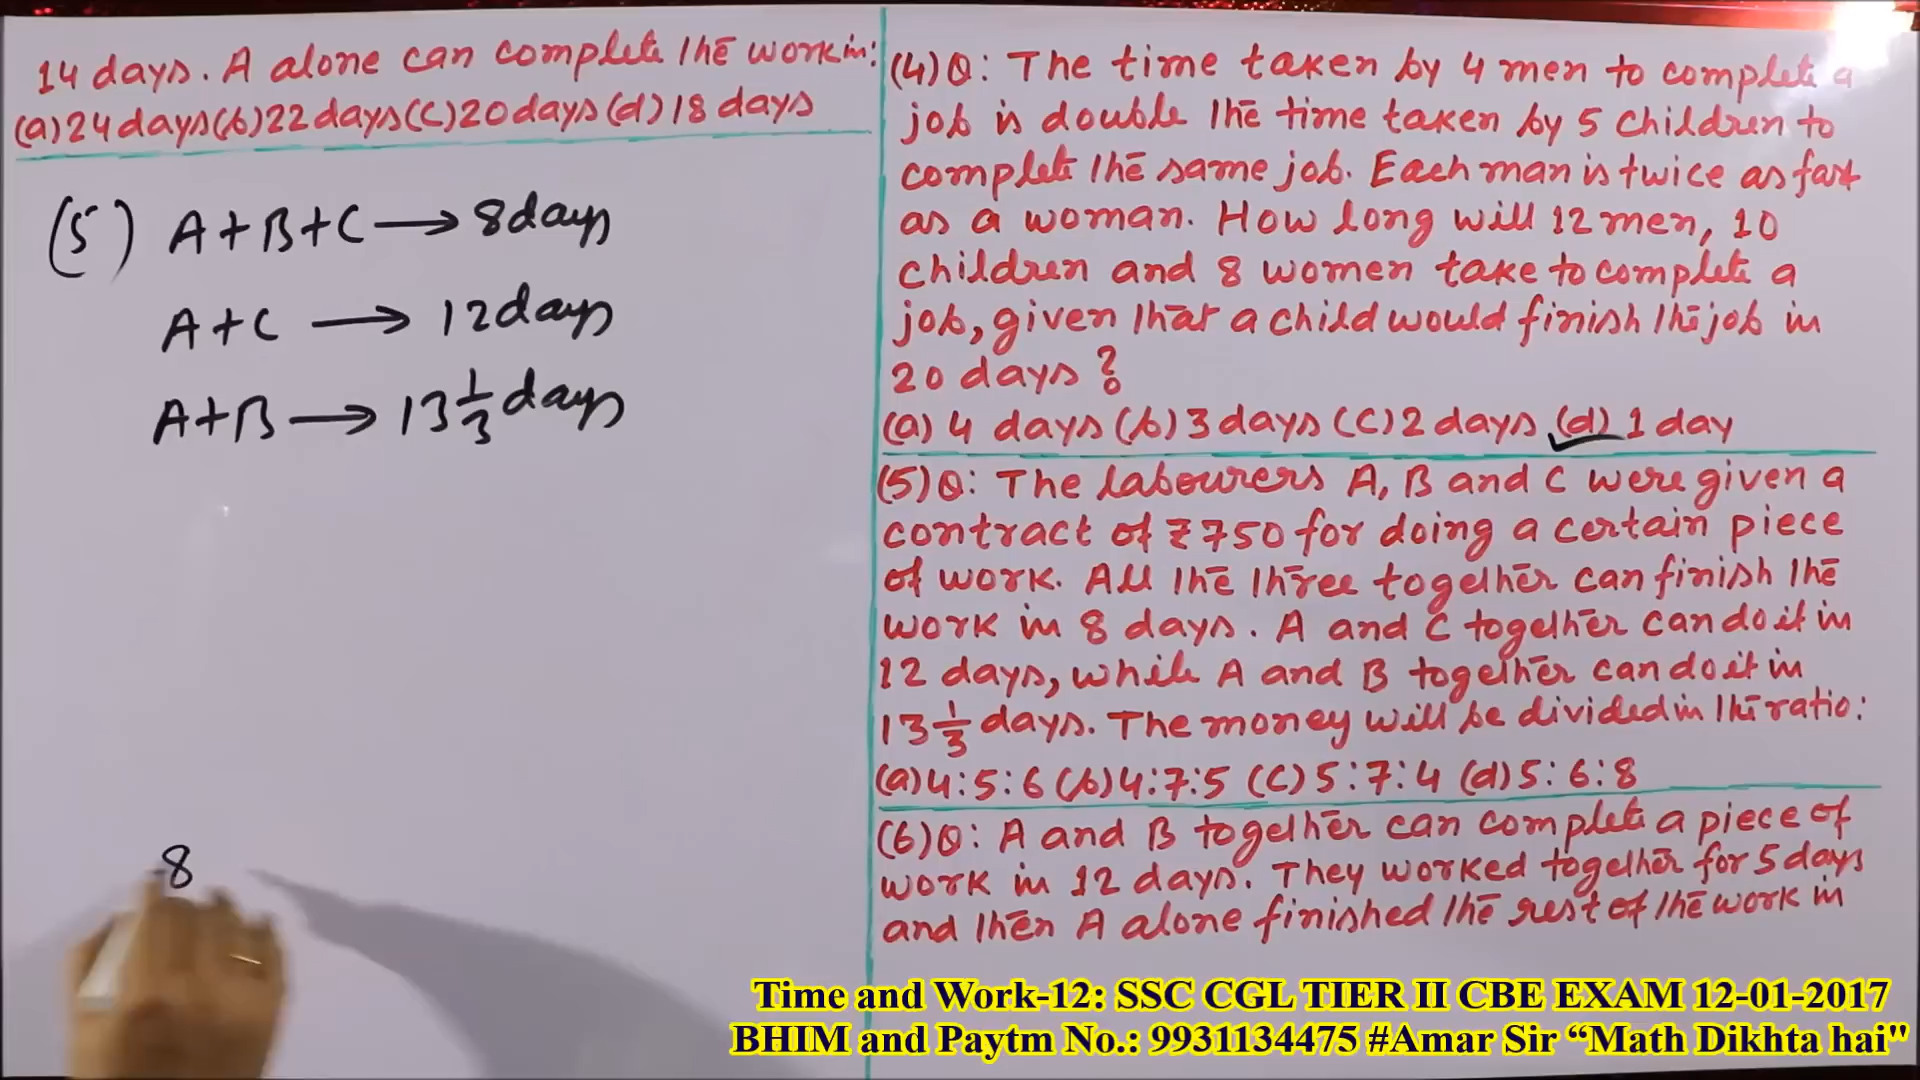 14 days. A alone can complete the work in:
(a) 24 days (b) 22 days (c) 20 days (d) 18 days
(5) A+B+C → 8 days
A+C → 12 days
A+B → 13 1/3 days
8
(4) Q: The time taken by 4 men to complete a
job is double the time taken by 5 children to
complete the same job. Each man is twice as fast
as a woman. How long will 12 men, 10
children and 8 women take to complete a
job, given that a child would finish the job in
20 days ?
(a) 4 days (b) 3 days (c) 2 days (d) 1 day
(5) Q: The labourers A, B and C were given a
contract of ₹750 for doing a certain piece
of work. All the three together can finish the
work in 8 days. A and C together can do it in
12 days, while A and B together can do it in
13 1/3 days. The money will be divided in the ratio:
(a) 4:5:6 (b) 4:7:5 (c) 5:7:4 (d) 5:6:8
(6) Q: A and B together can complete a piece of
work in 12 days. They worked together for 5 days
and then A alone finished the rest of the work in
Time and Work-12: SSC CGL TIER II CBE EXAM 12-01-2017
BHIM and Paytm No.: 9931134475 #Amar Sir “Math Dikhta hai"